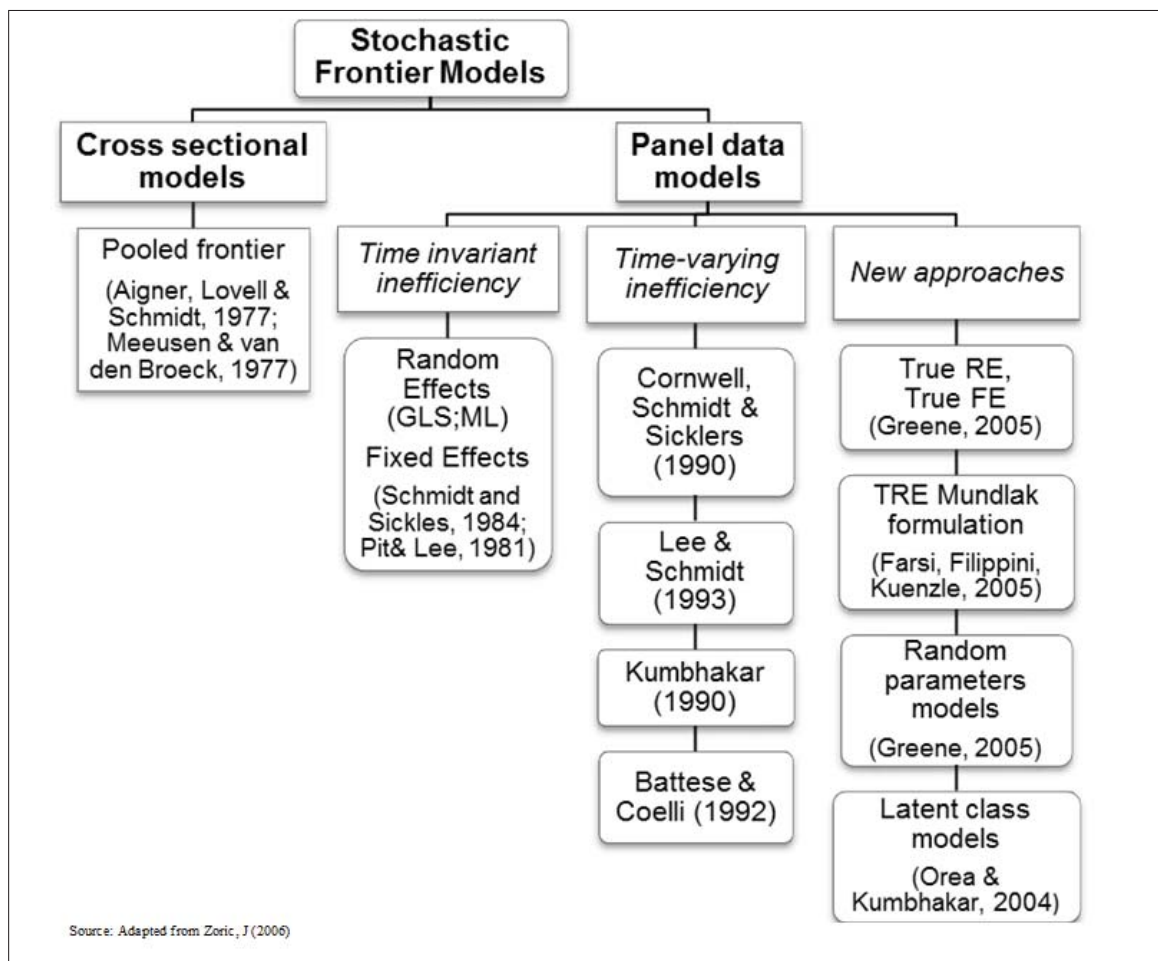 Stochastic
Frontier Models
Cross sectional
models
Panel data
models
Pooled frontier
(Aigner, Lovell &
Schmidt, 1977;
Meeusen & van
den Broeck, 1977)
Time invariant
inefficiency
Random
Effects
(GLS;ML)
Fixed Effects
(Schmidt and
Sickles, 1984;
Pit& Lee, 1981)
Time-varying
inefficiency
Cornwell,
Schmidt &
Sicklers
(1990)
Lee &
Schmidt
(1993)
Kumbhakar
(1990)
Battese &
Coelli (1992)
New approaches
True RE,
True FE
(Greene, 2005)
TRE Mundlak
formulation
(Farsi, Filippini,
Kuenzle, 2005)
Random
parameters
models
(Greene, 2005)
Latent class
models
(Orea &
Kumbhakar, 2004)
Source: Adapted from Zoric, J (2006)